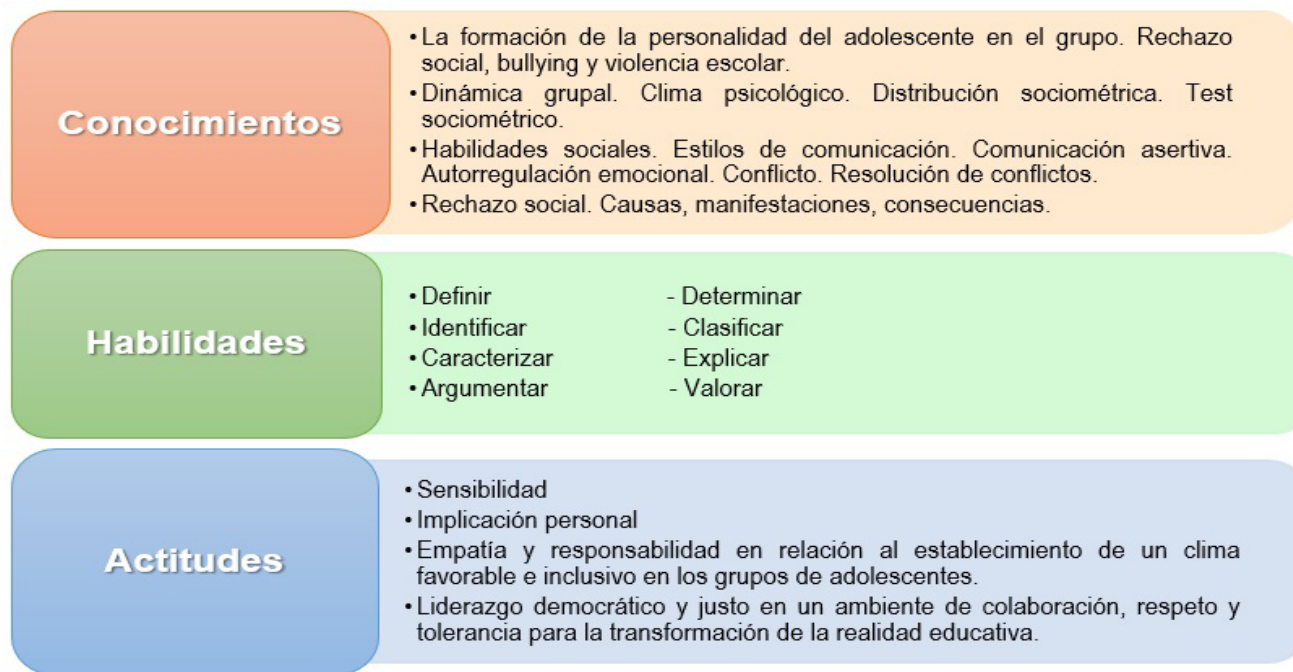 Conocimientos
• La formación de la personalidad del adolescente en el grupo. Rechazo
social, bullying y violencia escolar.
• Dinámica grupal. Clima psicológico. Distribución sociométrica. Test
sociométrico.
• Habilidades sociales. Estilos de comunicación. Comunicación asertiva.
Autorregulación emocional. Conflicto. Resolución de conflictos.
• Rechazo social. Causas, manifestaciones, consecuencias.
Habilidades
• Definir - Determinar
• Identificar - Clasificar
• Caracterizar - Explicar
• Argumentar - Valorar
Actitudes
• Sensibilidad
• Implicación personal
• Empatía y responsabilidad en relación al establecimiento de un clima
favorable e inclusivo en los grupos de adolescentes.
• Liderazgo democrático y justo en un ambiente de colaboración, respeto y
tolerancia para la transformación de la realidad educativa.